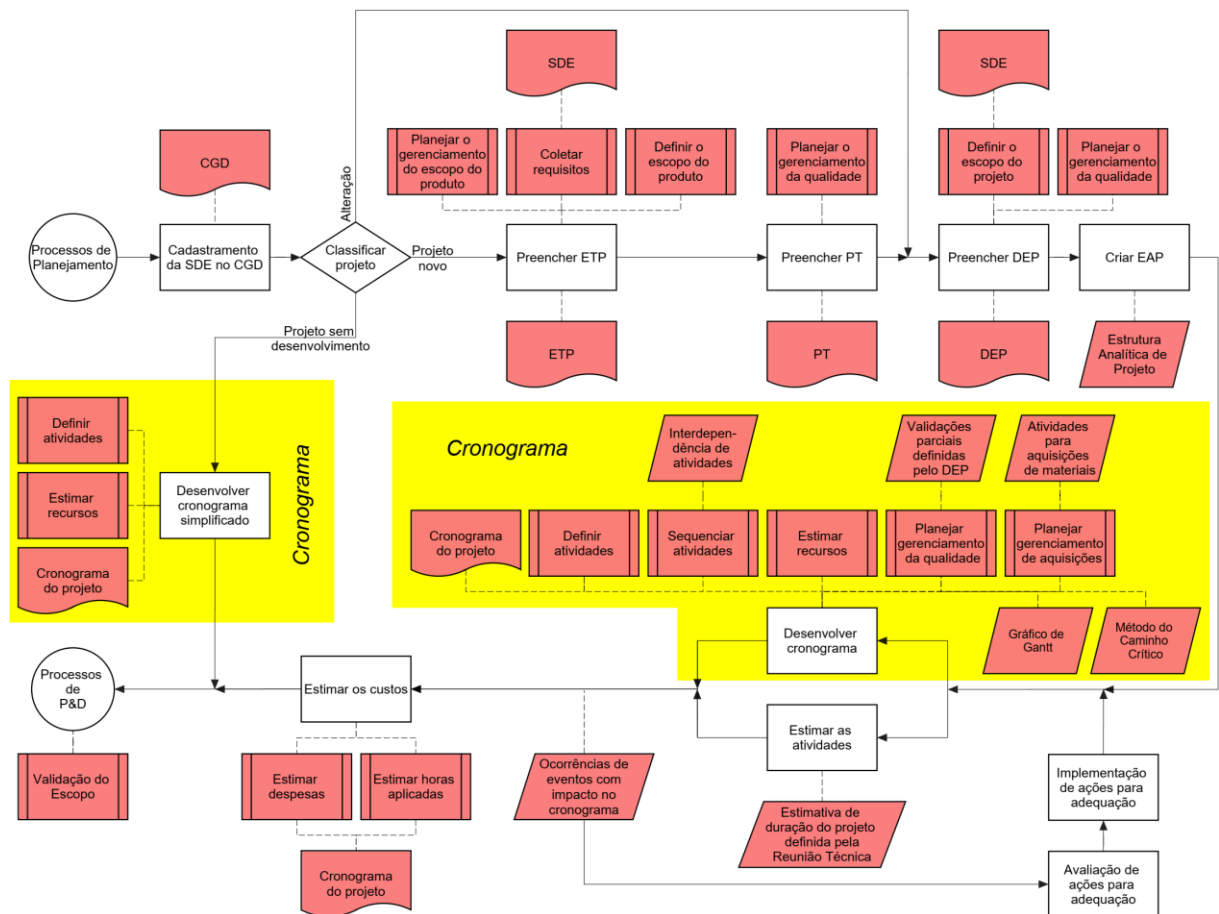 SDE
SDE
CGD
Planejar o
gerenciamento
do escopo do
produto
Coletar
requisitos
Definir o
escopo do
produto
Planejar o
gerenciamento
da qualidade
Definir o
escopo do
projeto
Planejar o
gerenciamento
da qualidade
Alteração
Processos de
Planejamento
Cadastramento
da SDE no CGD
Classificar
projeto
Projeto
novo
Preencher ETP
Preencher PT
Preencher DEP
Criar EAP
Projeto sem
desenvolvimento
ETP
PT
DEP
Estrutura
Analítica de
Projeto
Definir
atividades
Estimar
recursos
Cronograma
do projeto
Desenvolver
cronograma
simplificado
Cronograma
Cronograma
Interdepen-
dência de
atividades
Validações
parciais
definidas
pelo DEP
Atividades
para
aquisições
de materiais
Cronograma
do projeto
Definir
atividades
Sequenciar
atividades
Estimar
recursos
Planejar
gerenciamento
da qualidade
Planejar
gerenciamento
de aquisições
Desenvolver
cronograma
Gráfico de
Gantt
Método do
Caminho
Crítico
Processos
de
P&D
Estimar os custos
Estimar as
atividades
Validação do
Escopo
Estimar
despesas
Estimar horas
aplicadas
Ocorrências de
eventos com
impacto no
cronograma
Implementação
de ações para
adequação
Estimativa de
duração do projeto
definida pela
Reunião Técnica
Cronograma
do projeto
Avaliação de
ações para
adequação